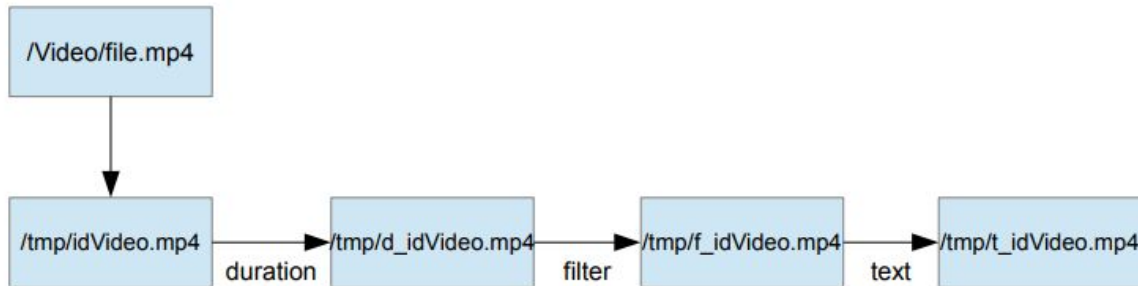 /Video/file.mp4
/tmp/idVideo.mp4
/tmp/d_idVideo.mp4
/tmp/f_idVideo.mp4
/tmp/t_idVideo.mp4
duration
filter
text